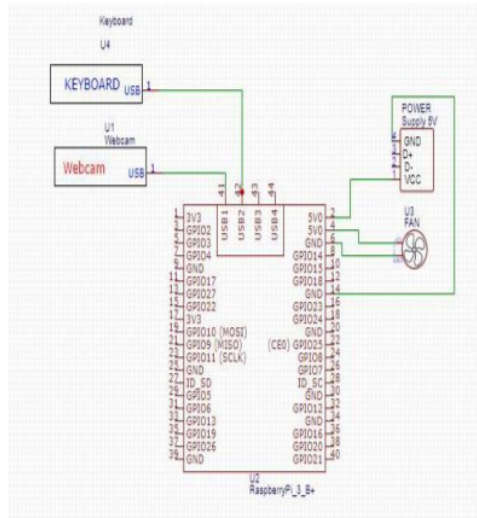 Keyboard
U4
KEYBOARD USB 1
U1
Webcam
Webcam USB 1
POWER
Supply 5V
4 GND
3 D+
2 D-
1 VCC
U3
FAN
41 42 43 44
USB1 USB2 USB3 USB4
1 3V3 5V0 2
3 GPIO2 5V0 4
5 GPIO3 GND 6
7 GPIO4 GPIO14 8
9 GND GPIO15 10
11 GPIO17 GPIO18 12
13 GPIO27 GND 14
15 GPIO22 GPIO23 16
17 3V3 GPIO24 18
19 GPIO10 (MOSI) GND 20
21 GPIO9 (MISO) (CE0) GPIO25 22
23 GPIO11 (SCLK) GPIO8 24
25 GND GPIO7 26
27 ID_SD ID_SC 28
29 GPIO5 GND 30
31 GPIO6 GPIO12 32
33 GPIO13 GND 34
35 GPIO19 GPIO16 36
37 GPIO26 GPIO20 38
39 GND GPIO21 40
U2
RaspberryPi_3_B+